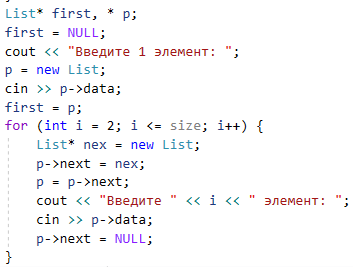 List* first, * p;
first = NULL;
cout << "Введите 1 элемент: ";
p = new List;
cin >> p->data;
first = p;
for (int i = 2; i <= size; i++) {
    List* nex = new List;
    p->next = nex;
    p = p->next;
    cout << "Введите " << i << " элемент: ";
    cin >> p->data;
    p->next = NULL;
}